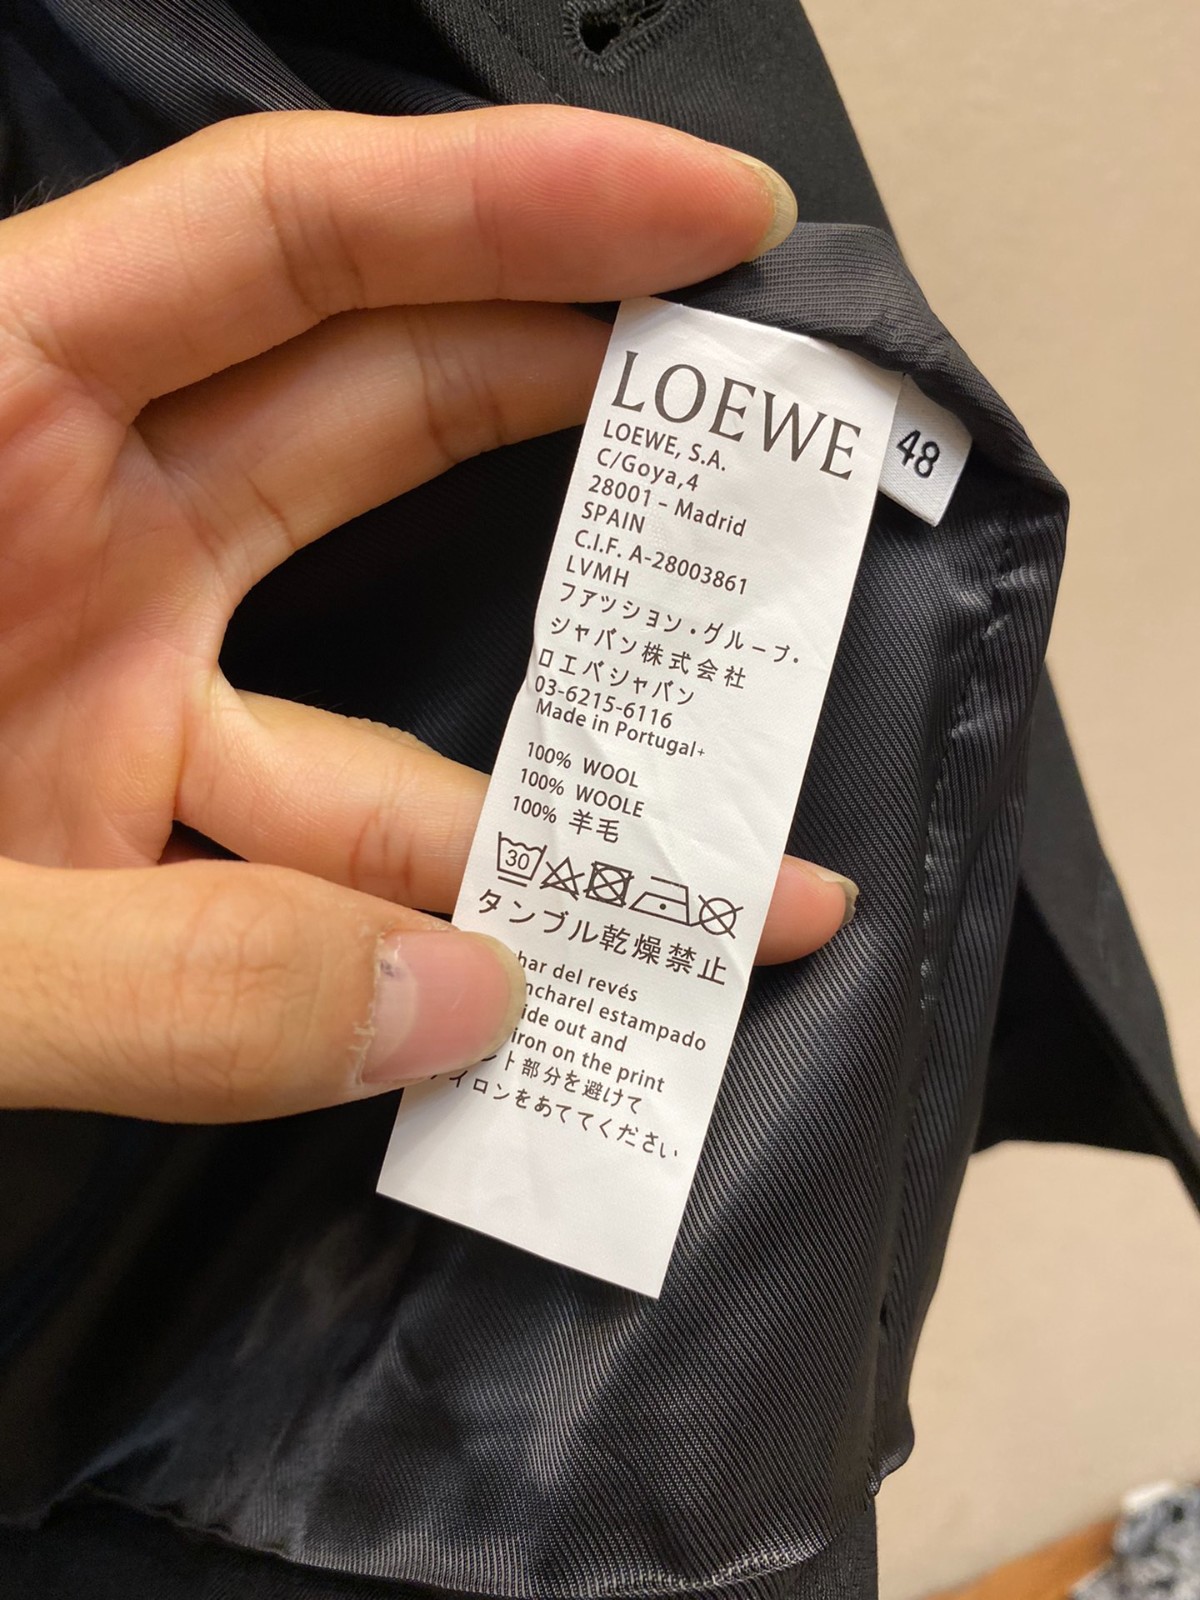 LOEWE
48
LOEWE, S.A.
C/Goya,4
28001 – Madrid
SPAIN
C.I.F. A-28003861
LVMH
ファッション・グループ・
ジャパン株式会社
ロエベジャパン
03-6215-6116
Made in Portugal+
100% WOOL
100% WOOLE
100% 羊毛
30
タンブル乾燥禁止
del revés
estampado
out and
iron on the print
部分を避けて
イロンをあててください